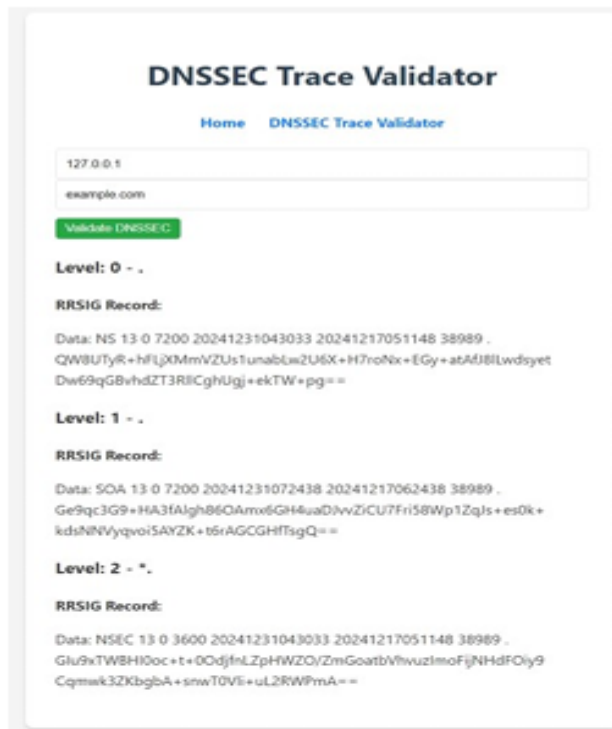 DNSSEC Trace Validator
Home DNSSEC Trace Validator
127.0.0.1
example.com
Validate DNSSEC
Level: 0 - .
RRSIG Record:
Data: NS 13 0 7200 20241231043033 20241217051148 38989 .
Level: 1 - .
RRSIG Record:
Data: SOA 13 0 7200 20241231072438 20241217062438 38989 .
Level: 2 - *.
RRSIG Record:
Data: NSEC 13 0 3600 20241231043033 20241217051148 38989 .